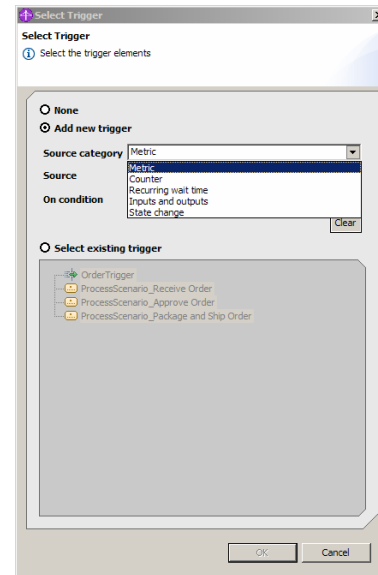 Select Trigger
Select Trigger
Select the trigger elements
None
Add new trigger
Source category Metric
Metric
Source
Counter
Recurring wait time
On condition
Inputs and outputs
State change
Clear
Select existing trigger
OrderTrigger
ProcessScenario_Receive Order
ProcessScenario_Approve Order
ProcessScenario_Package and Ship Order
OK Cancel